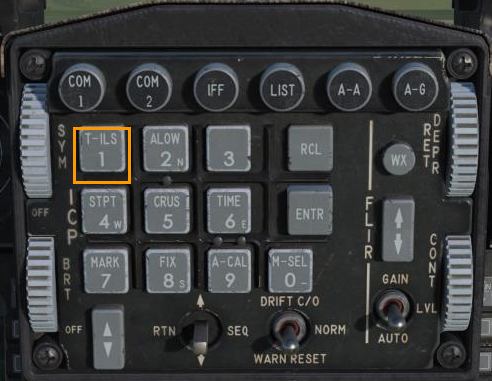 COM 1
COM 2
IFF
LIST
A-A
A-G
SYM
T-ILS 1
ALOW 2 N
3
RCL
WX
DEPR RET
OFF
ICP
STPT 4 W
CRUS 5
TIME 6 E
ENTR
FLIR
BRT
MARK 7
FIX 8 S
A-CAL 9
M-SEL 0 -
CONT
GAIN
LVL
AUTO
DRIFT C/O
NORM
WARN RESET
OFF
RTN
SEQ